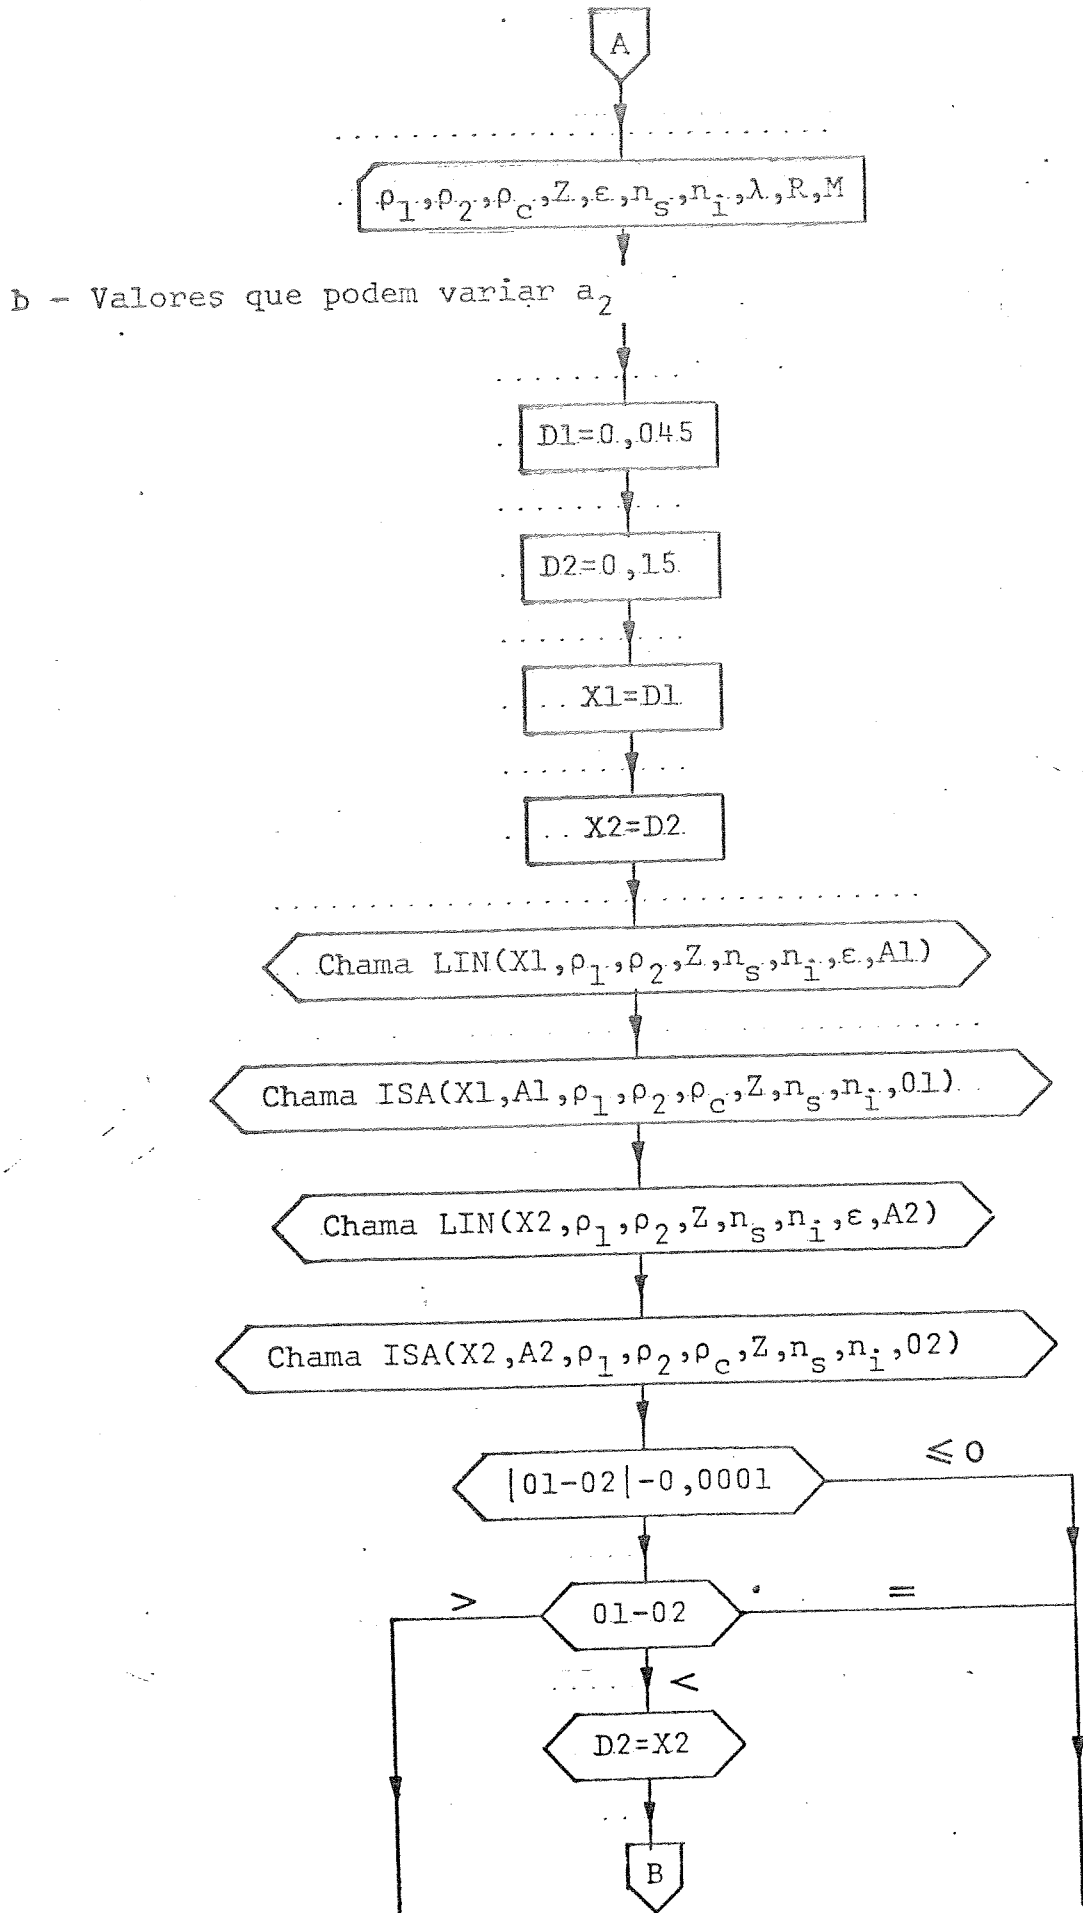 A
ρ₁,ρ₂,ρc,Z,ε,nₛ,nᵢ,λ,R,M
D - Valores que podem variar a₂
D1=0,045
D2=0,15
X1=D1
X2=D2
Chama LIN(X1,ρ₁,ρ₂,Z,nₛ,nᵢ,ε,A1)
Chama ISA(X1,A1,ρ₁,ρ₂,ρc,Z,nₛ,nᵢ,01)
Chama LIN(X2,ρ₁,ρ₂,Z,nₛ,nᵢ,ε,A2)
Chama ISA(X2,A2,ρ₁,ρ₂,ρc,Z,nₛ,nᵢ,02)
≤0
|01-02|-0,0001
> 01-02 =
<
D2=X2
B